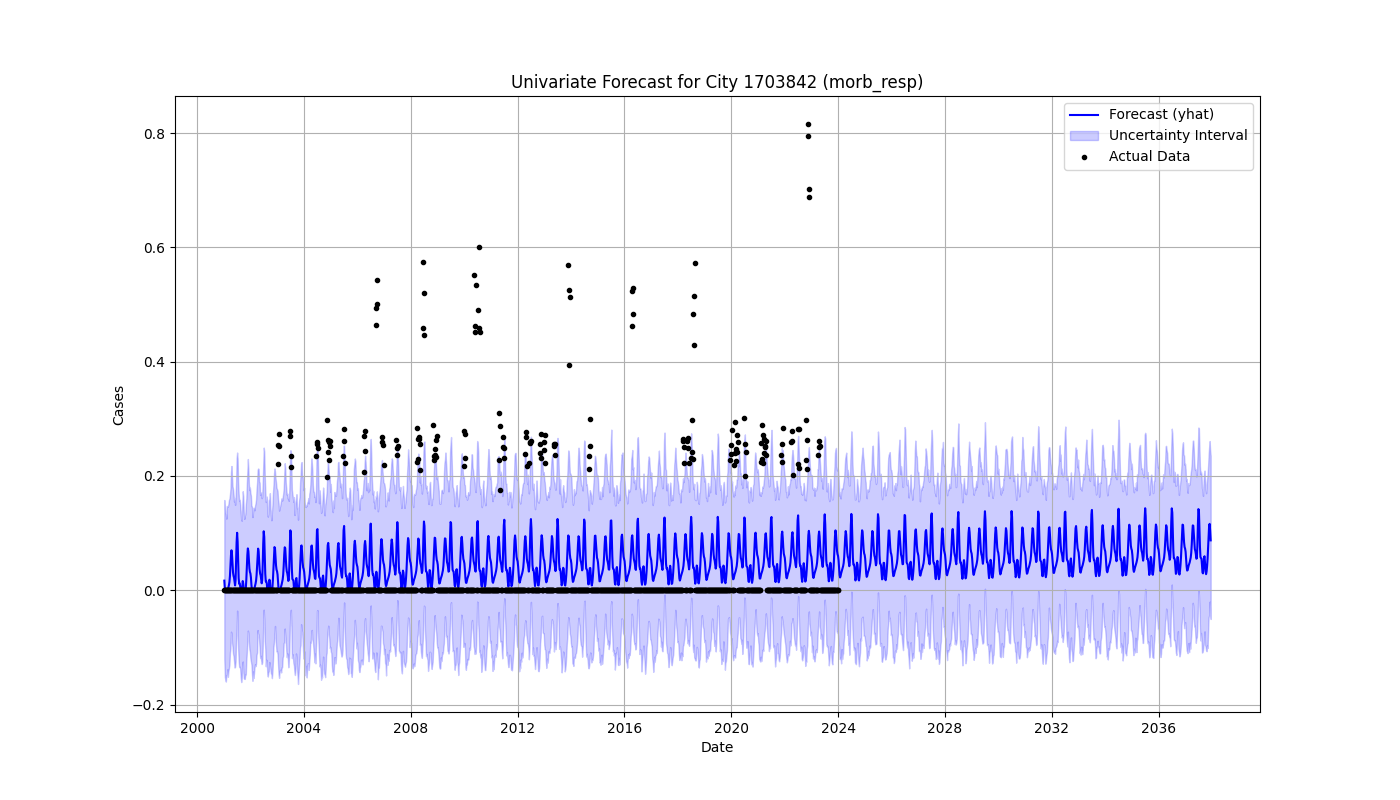 Univariate Forecast for City 1703842 (morb_resp)
Forecast (yhat)
Uncertainty Interval
Actual Data
Cases
0.8
0.6
0.4
0.2
0.0
−0.2
2000 2004 2008 2012 2016 2020 2024 2028 2032 2036
Date